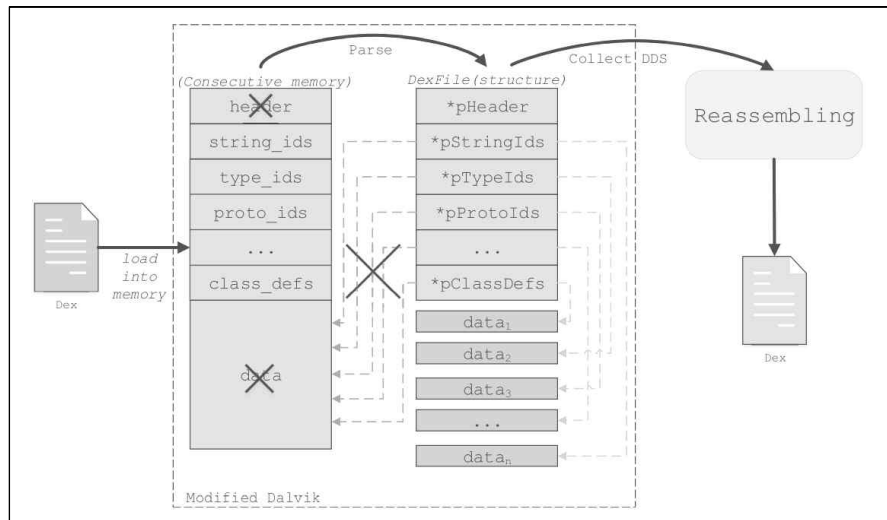 Parse
Collect DDS
(Consecutive memory)
DexFile(structure)
header
string_ids
type_ids
proto_ids
...
class_defs
data
*pHeader
*pStringIds
*pTypeIds
*pProtoIds
...
*pClassDefs
data₁
data₂
data₃
...
dataₙ
Reassembling
load
into
memory
Dex
Dex
Modified Dalvik